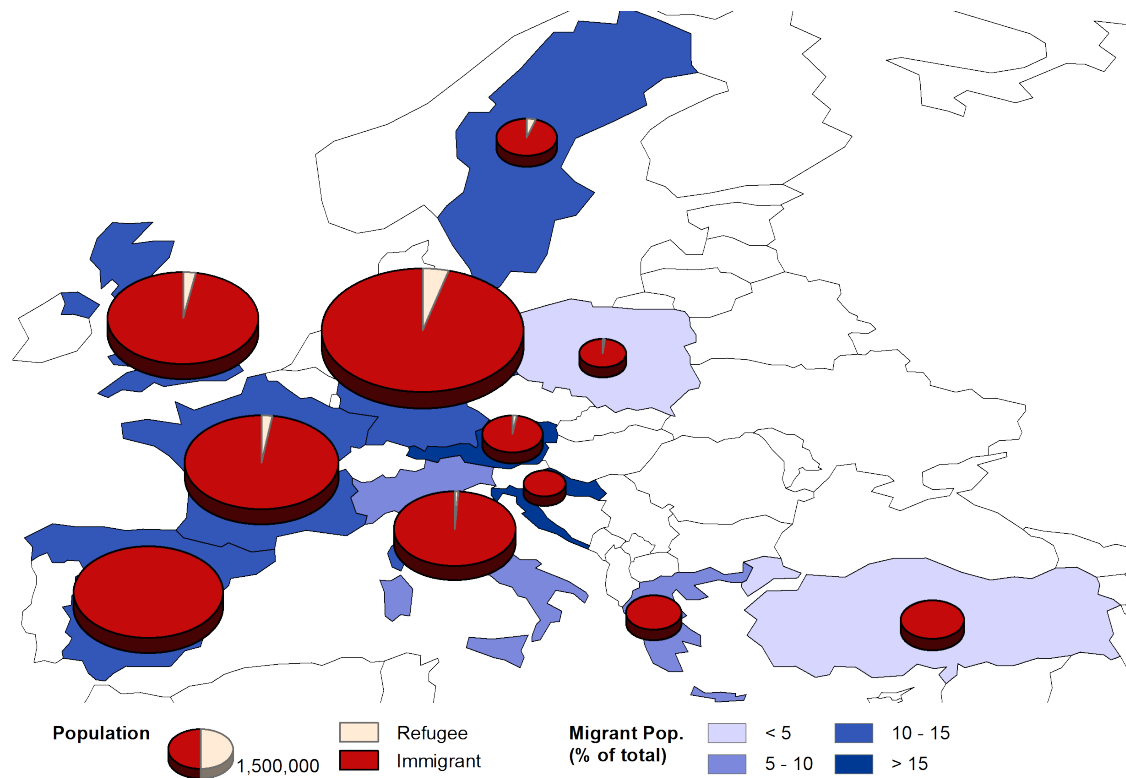 Population
1,500,000
Refugee
Immigrant
Migrant Pop.
(% of total)
< 5
5 - 10
10 - 15
> 15